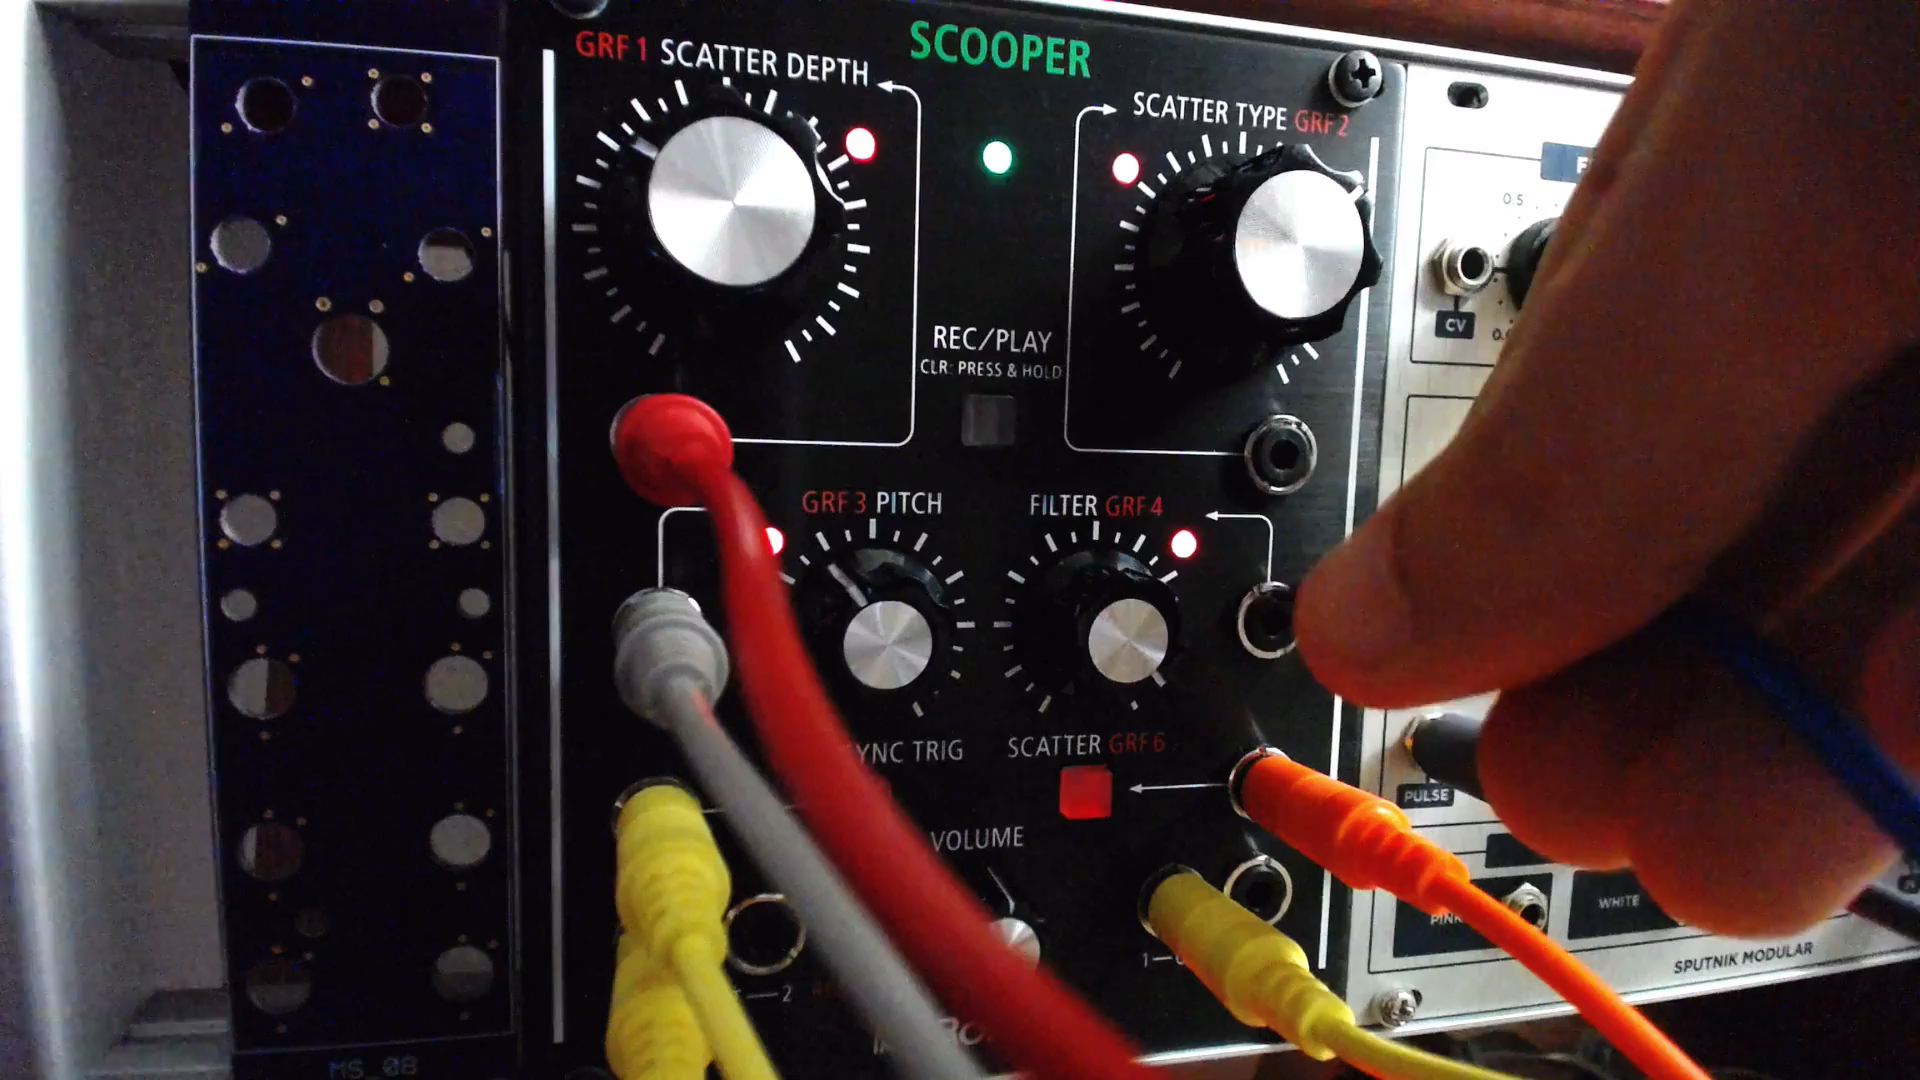 GRF 1 SCATTER DEPTH
SCOOPER
SCATTER TYPE GRF 2
0.5
CV
REC/PLAY
CLR: PRESS & HOLD
GRF 3 PITCH
FILTER GRF 4
YNC TRIG
SCATTER GRF 6
PULSE
VOLUME
PINK
WHITE
SPUTNIK MODULAR
2
MS_08